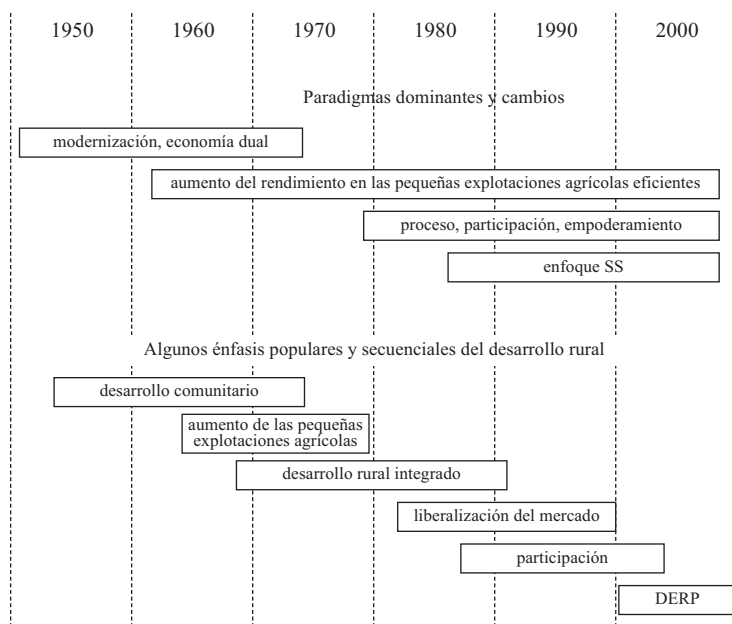 1950 1960 1970 1980 1990 2000
Paradigmas dominantes y cambios
modernización, economía dual
aumento del rendimiento en las pequeñas explotaciones agrícolas eficientes
proceso, participación, empoderamiento
enfoque SS
Algunos énfasis populares y secuenciales del desarrollo rural
desarrollo comunitario
aumento de las pequeñas
explotaciones agrícolas
desarrollo rural integrado
liberalización del mercado
participación
DERP